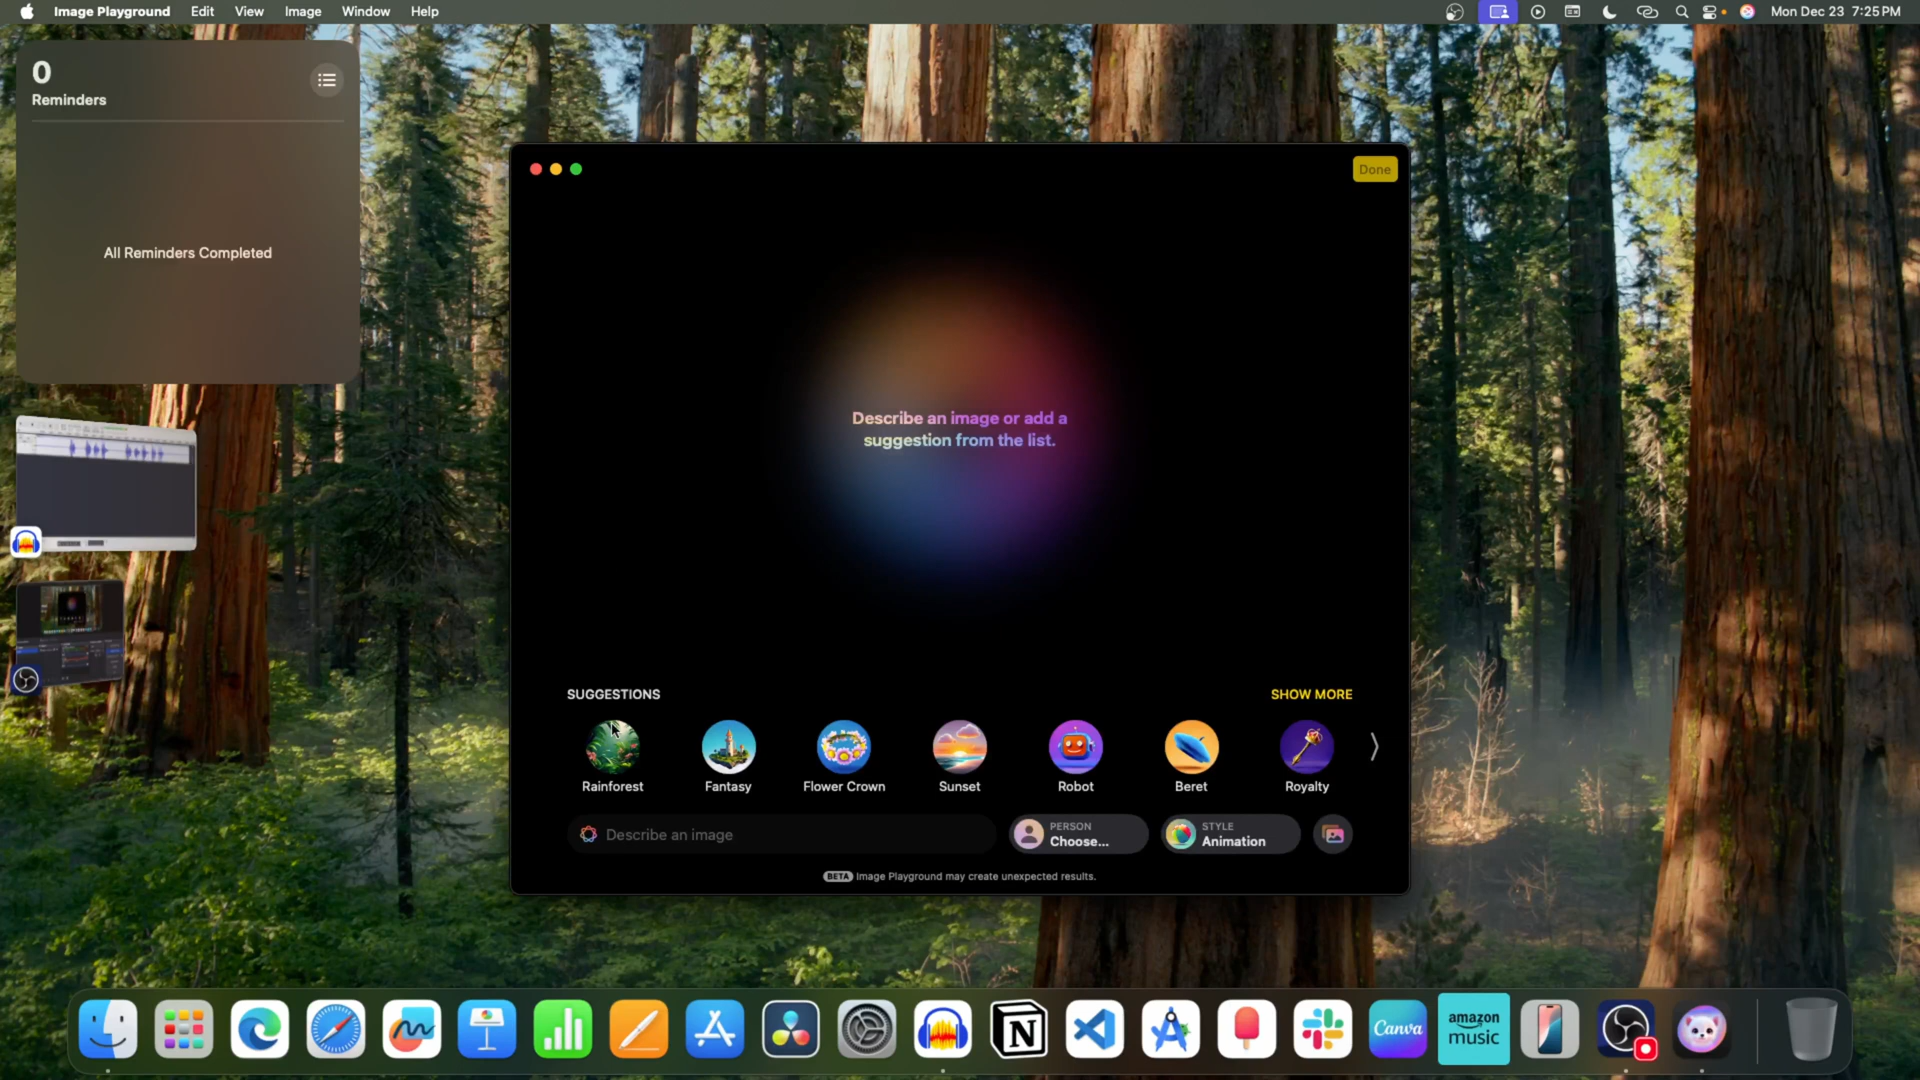 Image Playground Edit View Image Window Help Mon Dec 23 7:25 PM
0
Reminders
All Reminders Completed
Done
Describe an image or add a
suggestion from the list.
SUGGESTIONS
SHOW MORE
Rainforest Fantasy Flower Crown Sunset Robot Beret Royalty
Describe an image
PERSON
Choose...
STYLE
Animation
BETA Image Playground may create unexpected results.
N
Canva
amazon
music